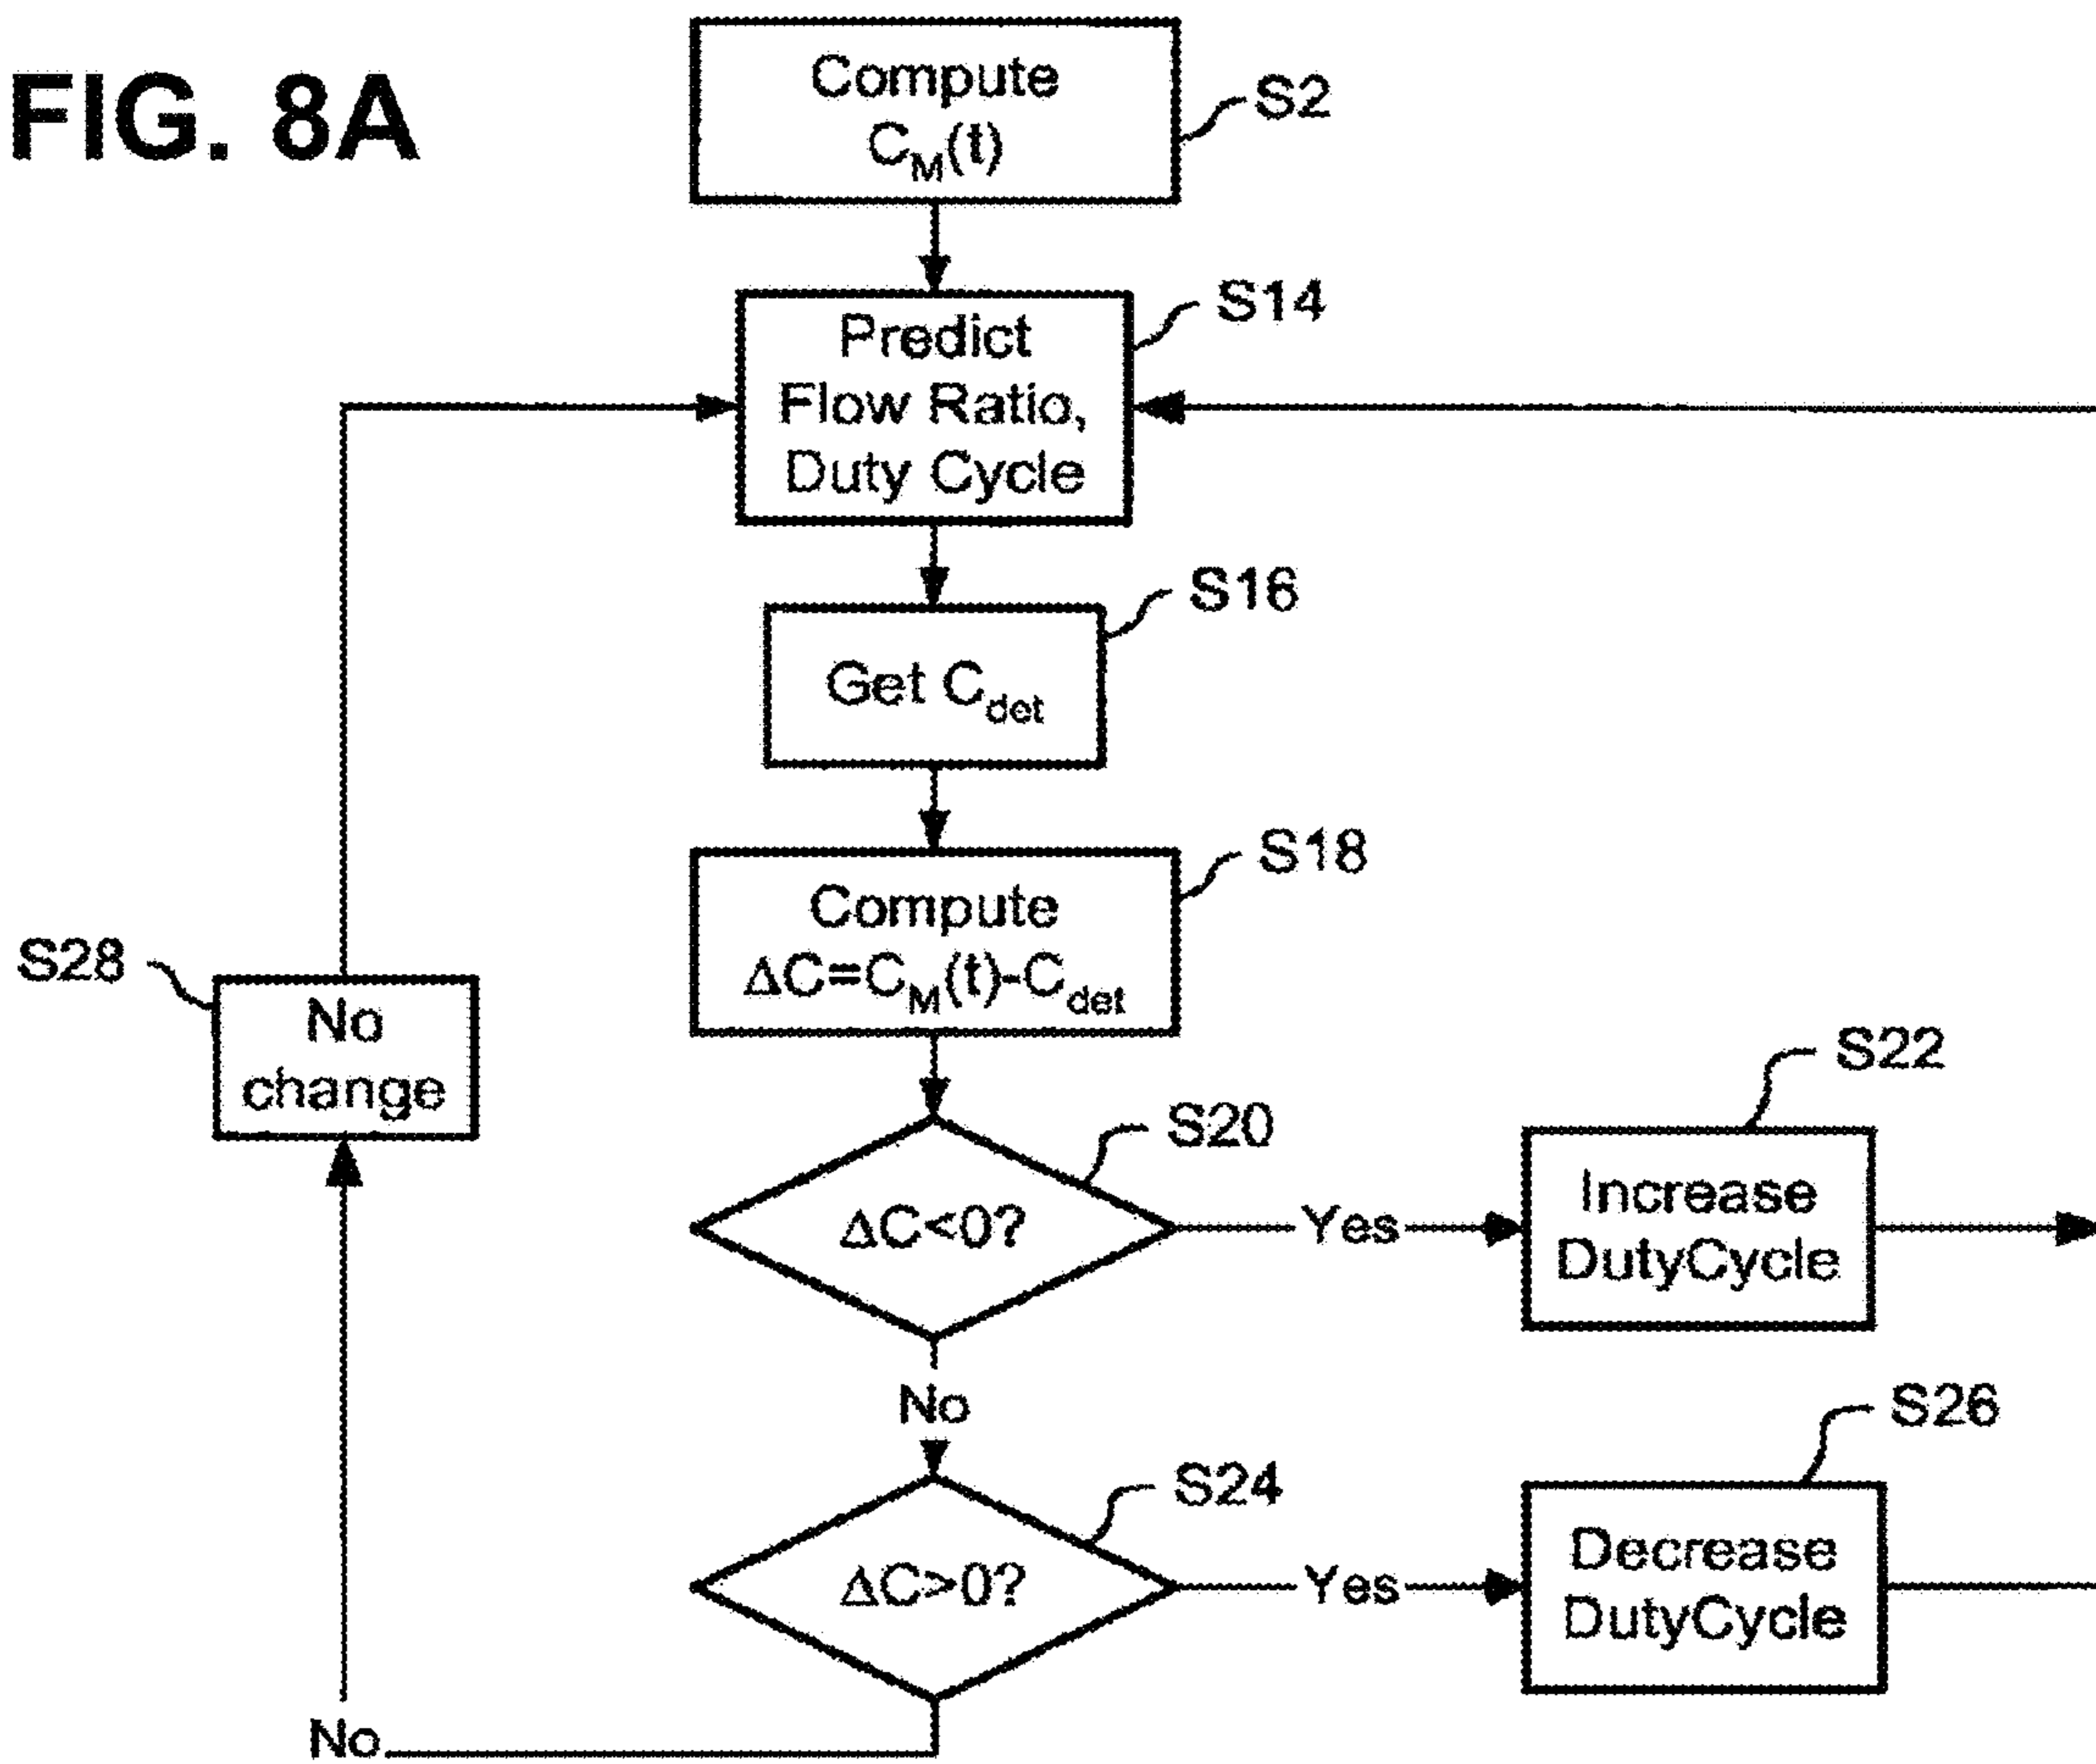 FIG. 8A
Compute
C_M(t)
S2
Predict
Flow Ratio,
Duty Cycle
S14
Get C_det
S16
Compute
ΔC=C_M(t)-C_det
S18
No
change
S28
ΔC<0?
S20
Yes
Increase
DutyCycle
S22
No
ΔC>0?
S24
Yes
Decrease
DutyCycle
S26
No